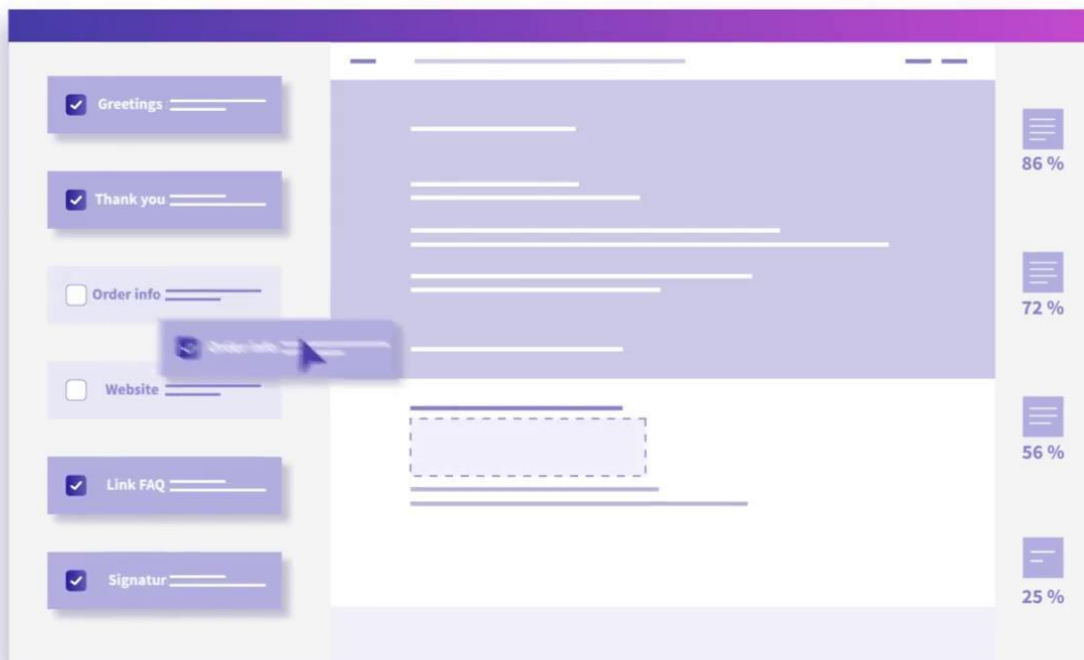 Greetings
86 %
Thank you
72 %
Order info
Website
56 %
Link FAQ
Signatur
25 %